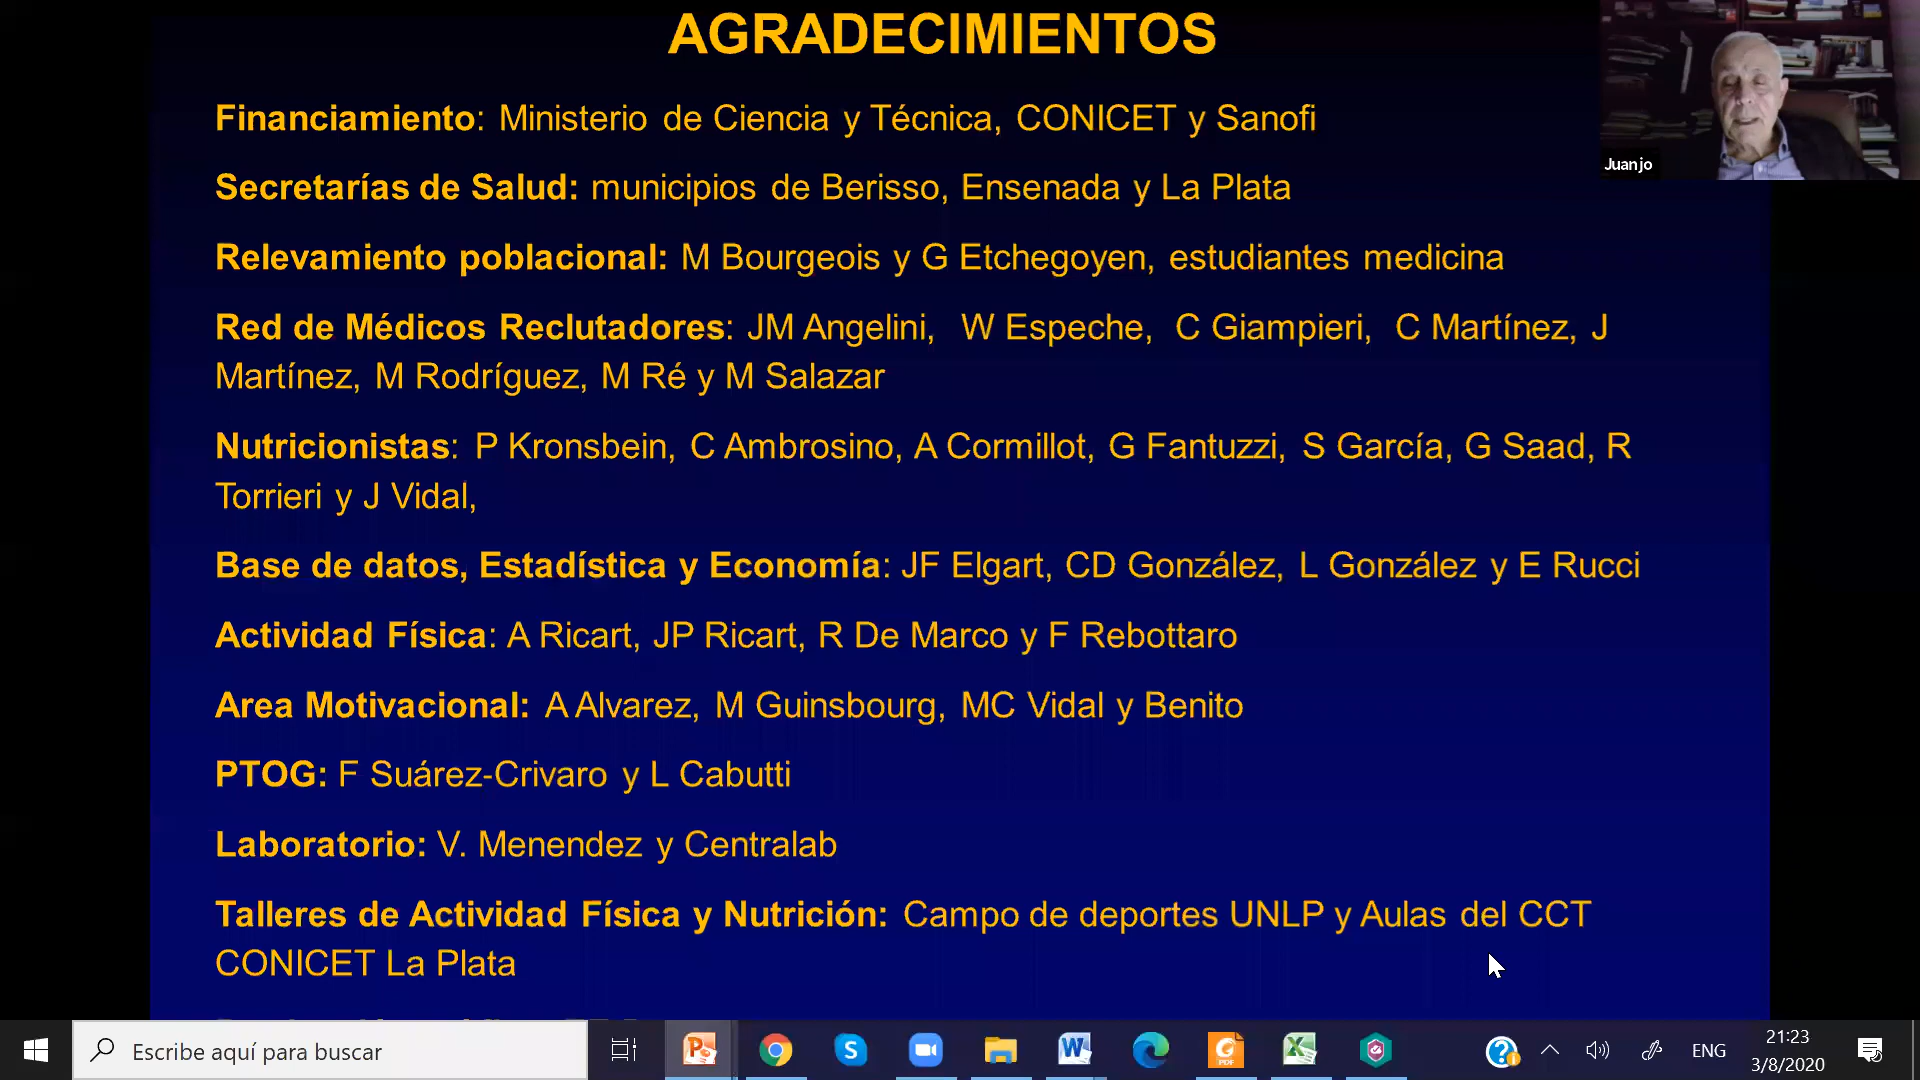 AGRADECIMIENTOS
Juanjo
Financiamiento: Ministerio de Ciencia y Técnica, CONICET y Sanofi
Secretarías de Salud: municipios de Berisso, Ensenada y La Plata
Relevamiento poblacional: M Bourgeois y G Etchegoyen, estudiantes medicina
Red de Médicos Reclutadores: JM Angelini, W Espeche, C Giampieri, C Martínez, J
Martínez, M Rodríguez, M Ré y M Salazar
Nutricionistas: P Kronsbein, C Ambrosino, A Cormillot, G Fantuzzi, S García, G Saad, R
Torrieri y J Vidal,
Base de datos, Estadística y Economía: JF Elgart, CD González, L González y E Rucci
Actividad Física: A Ricart, JP Ricart, R De Marco y F Rebottaro
Area Motivacional: A Alvarez, M Guinsbourg, MC Vidal y Benito
PTOG: F Suárez-Crivaro y L Cabutti
Laboratorio: V. Menendez y Centralab
Talleres de Actividad Física y Nutrición: Campo de deportes UNLP y Aulas del CCT
CONICET La Plata
Escribe aquí para buscar
PDF
ENG
21:23
3/8/2020